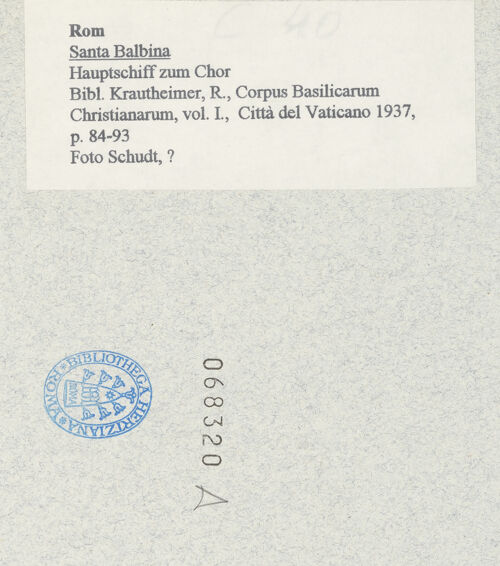 C 40
Rom
Santa Balbina
Hauptschiff zum Chor
Bibl. Krautheimer, R., Corpus Basilicarum
Christianarum, vol. I., Città del Vaticano 1937,
p. 84-93
Foto Schudt, ?
BIBLIOTHECA HERTZIANA ROMA
068320 A